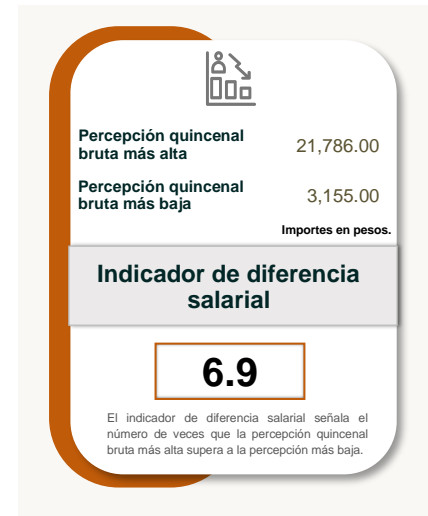 Percepción quincenal
bruta más alta
21,786.00
Percepción quincenal
bruta más baja
3,155.00
Importes en pesos.
Indicador de diferencia
salarial
6.9
El indicador de diferencia salarial señala el
número de veces que la percepción quincenal
bruta más alta supera a la percepción más baja.